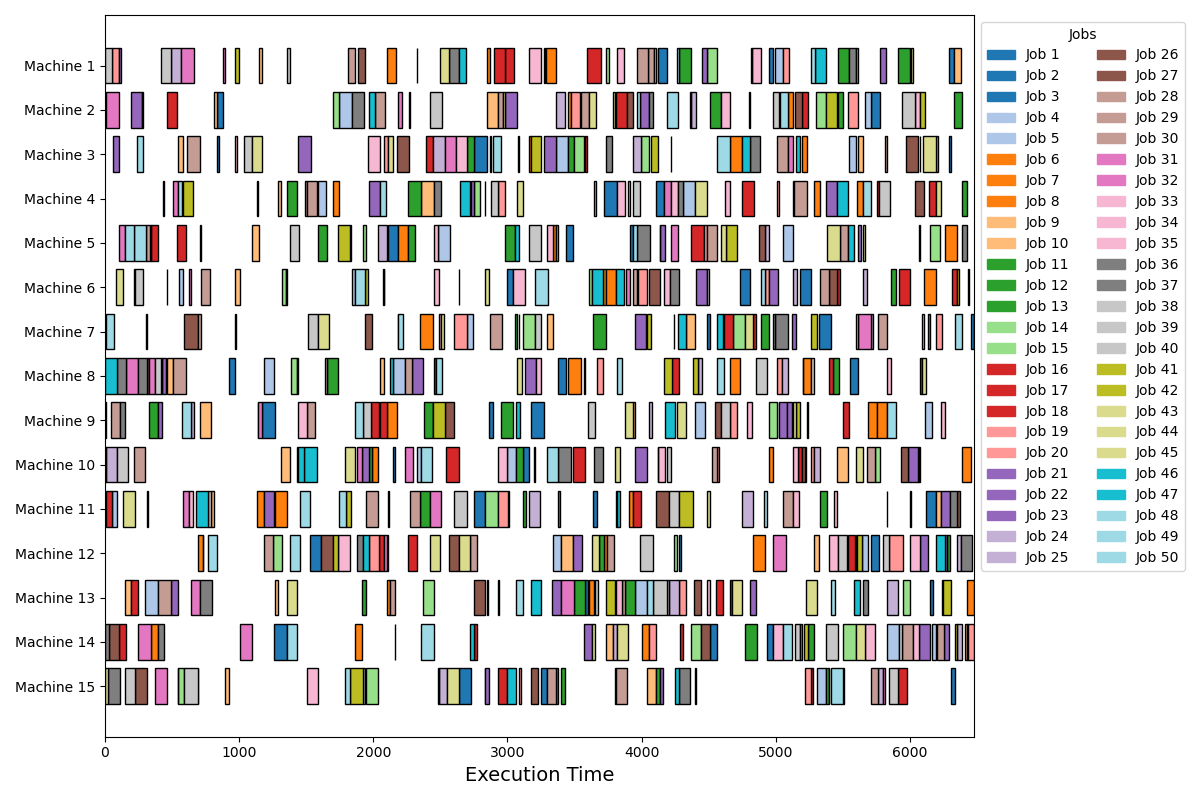 Machine 1
Machine 2
Machine 3
Machine 4
Machine 5
Machine 6
Machine 7
Machine 8
Machine 9
Machine 10
Machine 11
Machine 12
Machine 13
Machine 14
Machine 15
0 1000 2000 3000 4000 5000 6000
Execution Time
Jobs
Job 1 Job 26
Job 2 Job 27
Job 3 Job 28
Job 4 Job 29
Job 5 Job 30
Job 6 Job 31
Job 7 Job 32
Job 8 Job 33
Job 9 Job 34
Job 10 Job 35
Job 11 Job 36
Job 12 Job 37
Job 13 Job 38
Job 14 Job 39
Job 15 Job 40
Job 16 Job 41
Job 17 Job 42
Job 18 Job 43
Job 19 Job 44
Job 20 Job 45
Job 21 Job 46
Job 22 Job 47
Job 23 Job 48
Job 24 Job 49
Job 25 Job 50